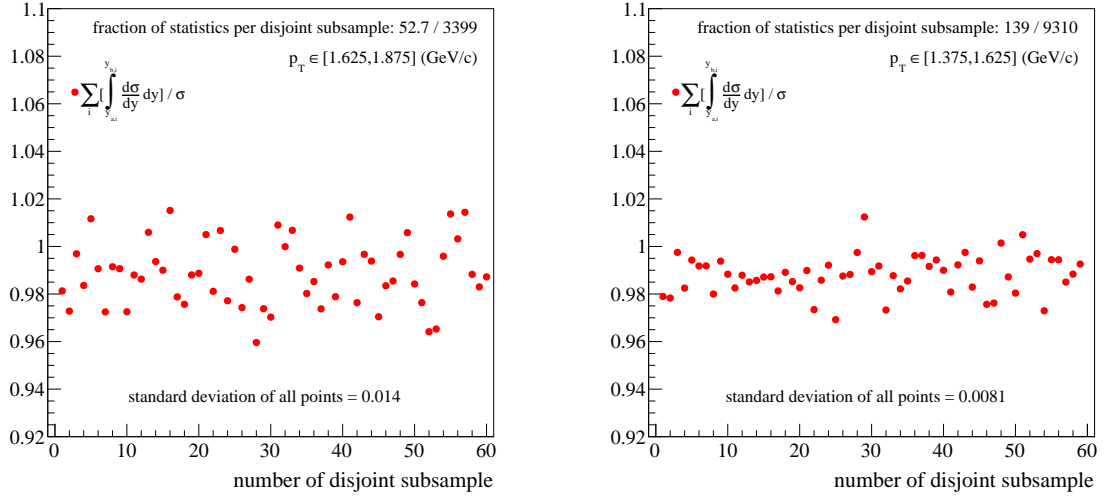 fraction of statistics per disjoint subsample: 52.7 / 3399
p_T ∈ [1.625,1.875] (GeV/c)
∑_i [∫_{y_{a,i}}^{y_{b,i}} dσ/dy dy] / σ
standard deviation of all points = 0.014
1.1
1.08
1.06
1.04
1.02
1
0.98
0.96
0.94
0.92
0 10 20 30 40 50 60
number of disjoint subsample
fraction of statistics per disjoint subsample: 139 / 9310
p_T ∈ [1.375,1.625] (GeV/c)
∑_i [∫_{y_{a,i}}^{y_{b,i}} dσ/dy dy] / σ
standard deviation of all points = 0.0081
1.1
1.08
1.06
1.04
1.02
1
0.98
0.96
0.94
0.92
0 10 20 30 40 50 60
number of disjoint subsample